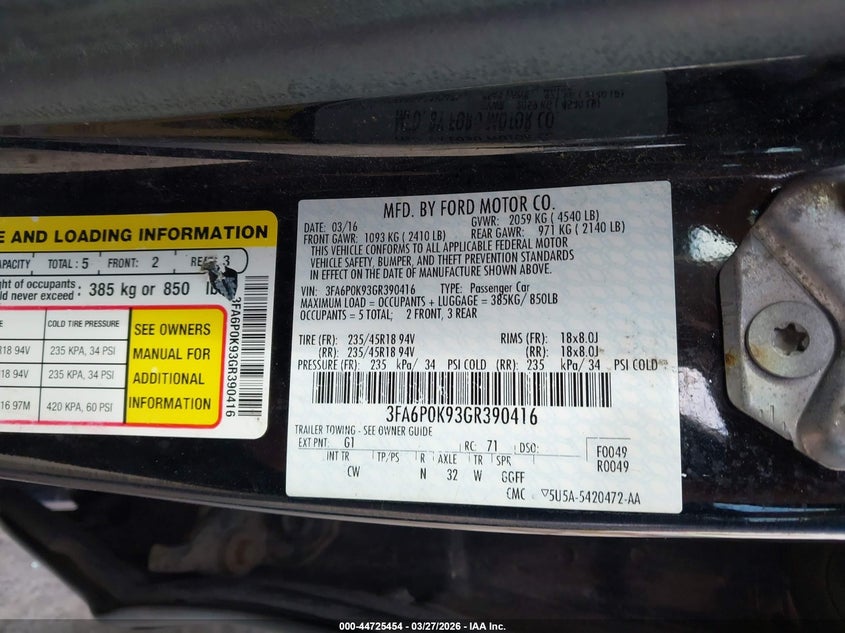 E AND LOADING INFORMATION
APACITY TOTAL : 5 FRONT: 2 REAR 3
ht of occupants
ld never exceed : 385 kg or 850
COLD TIRE PRESSURE
R18 94V 235 KPA, 34 PSI
235 KPA, 34 PSI
16 97M 420 KPA, 60 PSI
SEE OWNERS
MANUAL FOR
ADDITIONAL
INFORMATION
3FA6P0K93GR390416
MFD. BY FORD MOTOR CO.
DATE: 03/16 GVWR: 2059 KG (4540 LB)
FRONT GAWR: 1093 KG (2410 LB) REAR GAWR: 971 KG (2140 LB)
THIS VEHICLE CONFORMS TO ALL APPLICABLE FEDERAL MOTOR
VEHICLE SAFETY, BUMPER, AND THEFT PREVENTION STANDARDS
IN EFFECT ON THE DATE OF MANUFACTURE SHOWN ABOVE.
VIN: 3FA6P0K93GR390416 TYPE: Passenger Car
MAXIMUM LOAD = OCCUPANTS + LUGGAGE = 385KG/ 850LB
OCCUPANTS = 5 TOTAL; 2 FRONT, 3 REAR
TIRE (FR): 235/45R18 94V RIMS (FR): 18x8.0J
(RR): 235/45R18 94V (RR): 18x8.0J
PRESSURE (FR): 235 kPa/ 34 PSI COLD (RR): 235 kPa/ 34 PSI COLD
3FA6P0K93GR390416
TRAILER TOWING - SEE OWNER GUIDE
EXT PNT: G1 RC: 71 DSO: F0049
R0049
INT TR TP/PS R AXLE TR SPR
CW N 32 W GGFF
CMC ▽5U5A-5420472-AA
000-44725454 | 03/27/2026 | IAA Inc.